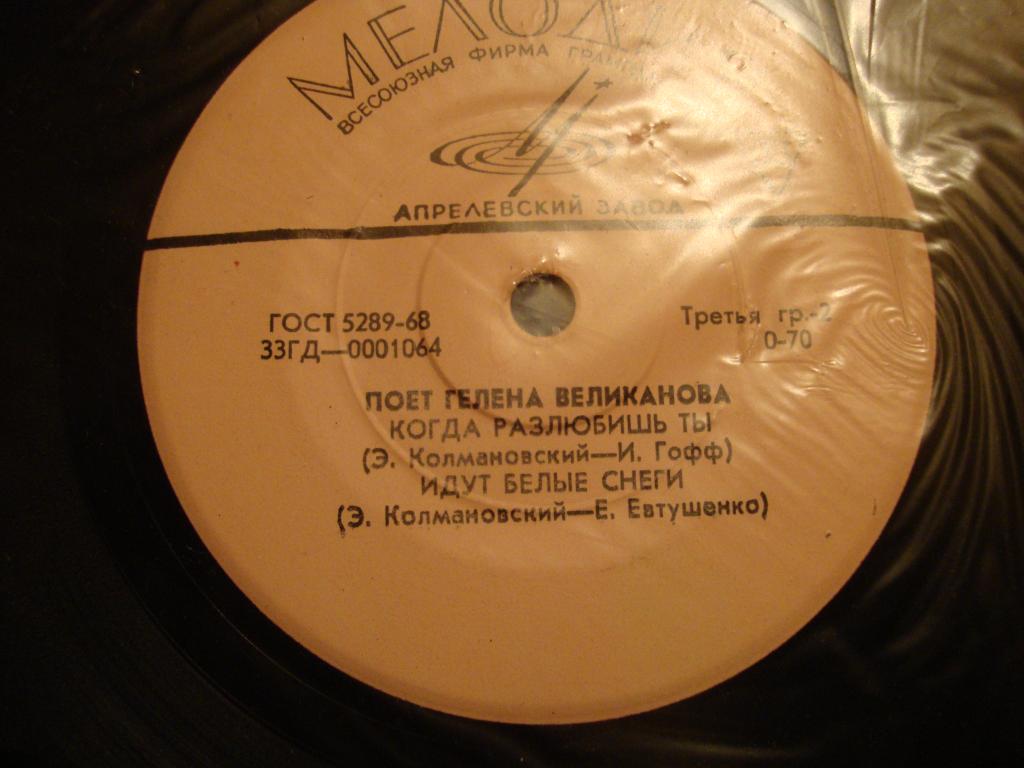 МЕЛОДИ
ВСЕСОЮЗНАЯ ФИРМА
АПРЕЛЕВСКИЙ ЗАВОД
ГОСТ 5289-68
33ГД—0001064
Третья гр.-2
0-70
ПОЕТ ГЕЛЕНА ВЕЛИКАНОВА
КОГДА РАЗЛЮБИШЬ ТЫ
(Э. Колмановский—И. Гофф)
ИДУТ БЕЛЫЕ СНЕГИ
(Э. Колмановский—Е. Евтушенко)